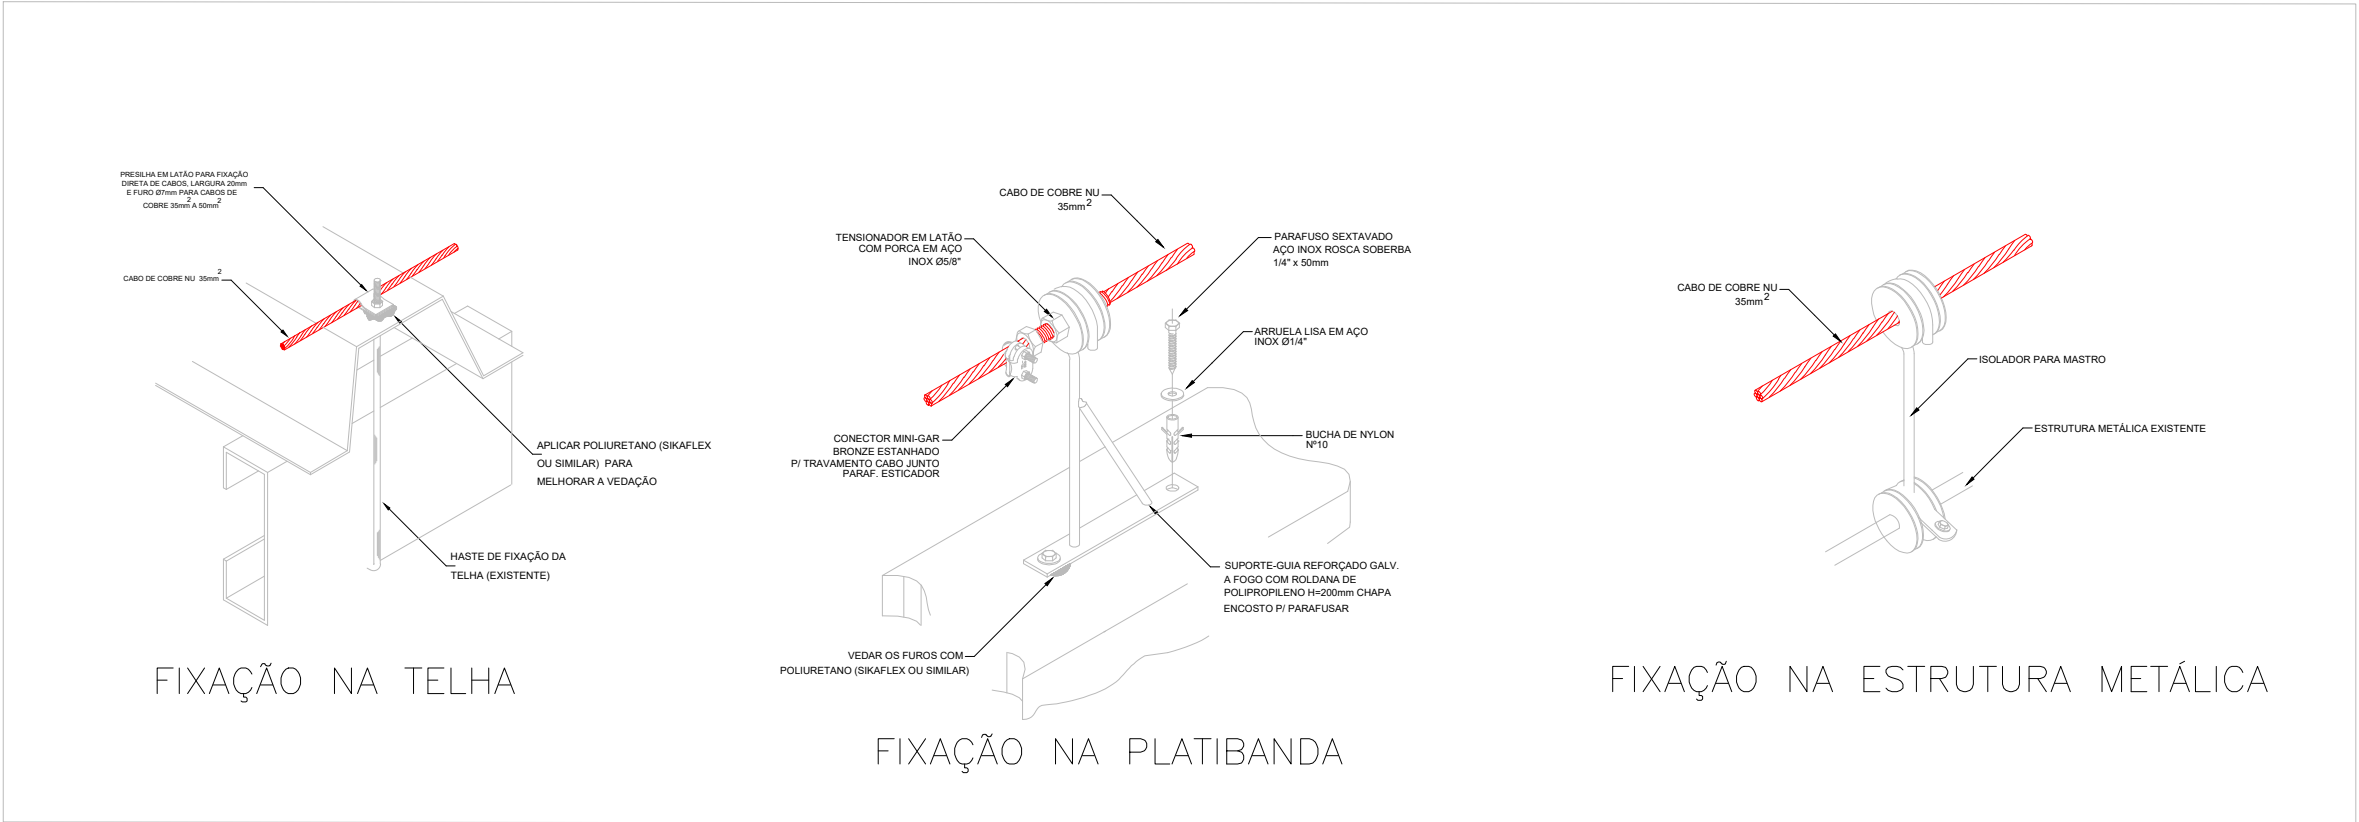 PRESILHA EM LATÃO PARA FIXAÇÃO
DIRETA DE CABOS, LARGURA 20mm
E FURO Ø7mm PARA CABOS DE
COBRE 35mm² A 50mm²
CABO DE COBRE NU 35mm²
APLICAR POLIURETANO (SIKAFLEX
OU SIMILAR) PARA
MELHORAR A VEDAÇÃO
HASTE DE FIXAÇÃO DA
TELHA (EXISTENTE)
FIXAÇÃO NA TELHA
CABO DE COBRE NU
35mm²
TENSIONADOR EM LATÃO
COM PORCA EM AÇO
INOX Ø5/8"
PARAFUSO SEXTAVADO
AÇO INOX ROSCA SOBERBA
1/4" x 50mm
ARRUELA LISA EM AÇO
INOX Ø1/4"
CONECTOR MINI-GAR
BRONZE ESTANHADO
P/ TRAVAMENTO CABO JUNTO
PARAF. ESTICADOR
BUCHA DE NYLON
Nº10
SUPORTE-GUIA REFORÇADO GALV.
A FOGO COM ROLDANA DE
POLIPROPILENO H=200mm CHAPA
ENCOSTO P/ PARAFUSAR
VEDAR OS FUROS COM
POLIURETANO (SIKAFLEX OU SIMILAR)
FIXAÇÃO NA PLATIBANDA
CABO DE COBRE NU
35mm²
ISOLADOR PARA MASTRO
ESTRUTURA METÁLICA EXISTENTE
FIXAÇÃO NA ESTRUTURA METÁLICA